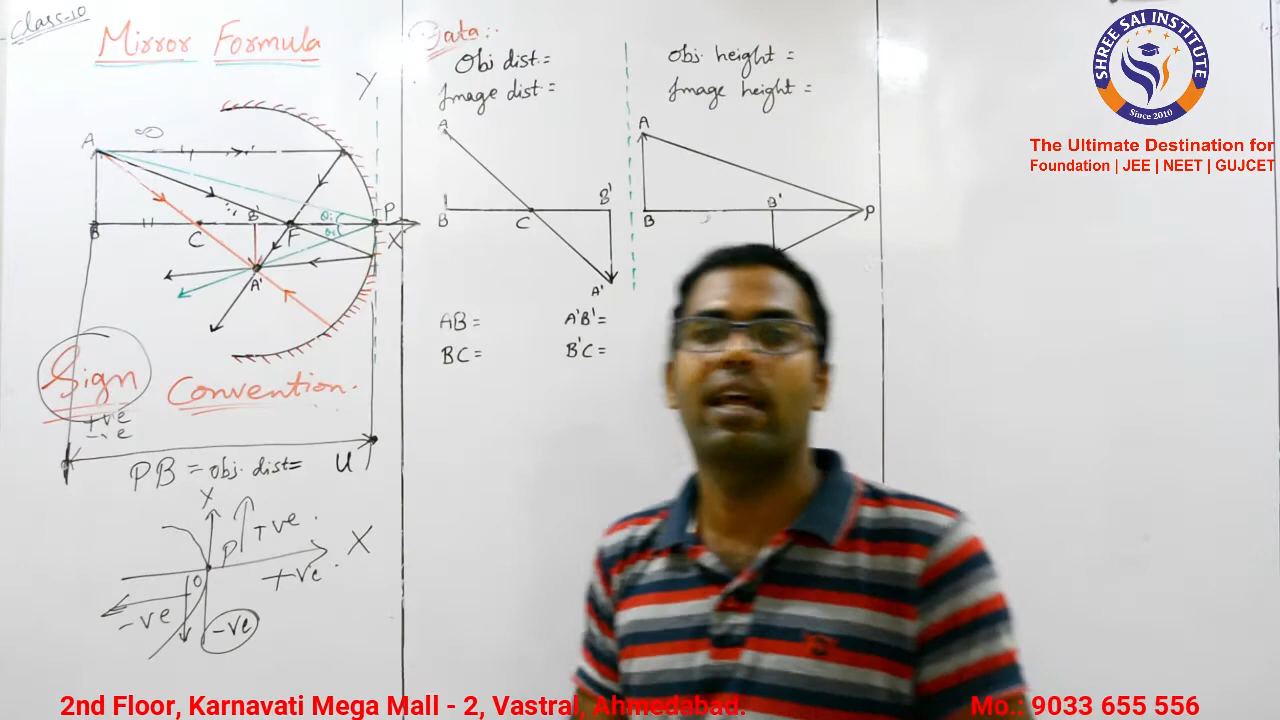 Class-10
Mirror Formula
Y
A
∞
B
C
B'
F
θi
θr
P
X
A'
Sign Convention.
+ve
-ve
PB = obj. dist = u
X
P
+ve.
X
O
+ve.
-ve
-ve
Data:-
Obj dist =
Image dist =
A
B
C
B'
A'
AB =
A'B' =
BC =
B'C =
Obj. height =
Image height =
A
B
B'
P
SHREE SAI INSTITUTE
Since 2010
The Ultimate Destination for
Foundation | JEE | NEET | GUJCET
2nd Floor, Karnavati Mega Mall - 2, Vastral, Ahmedabad.
Mo.: 9033 655 556